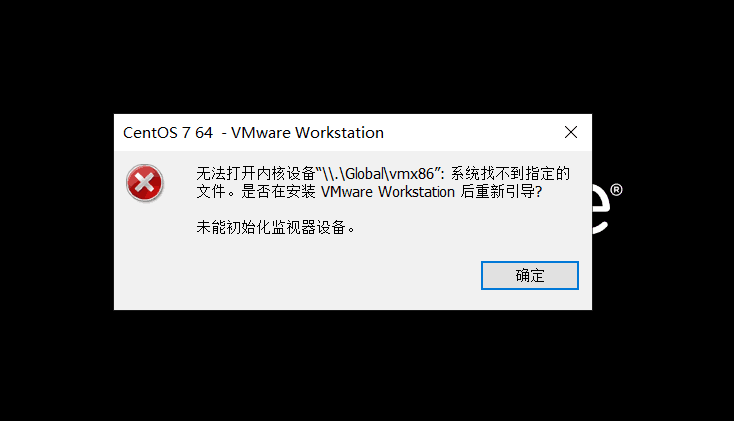 CentOS 7 64 - VMware Workstation
无法打开内核设备“\\.\Global\vmx86”: 系统找不到指定的
文件。是否在安装 VMware Workstation 后重新引导?
未能初始化监视器设备。
e®
确定